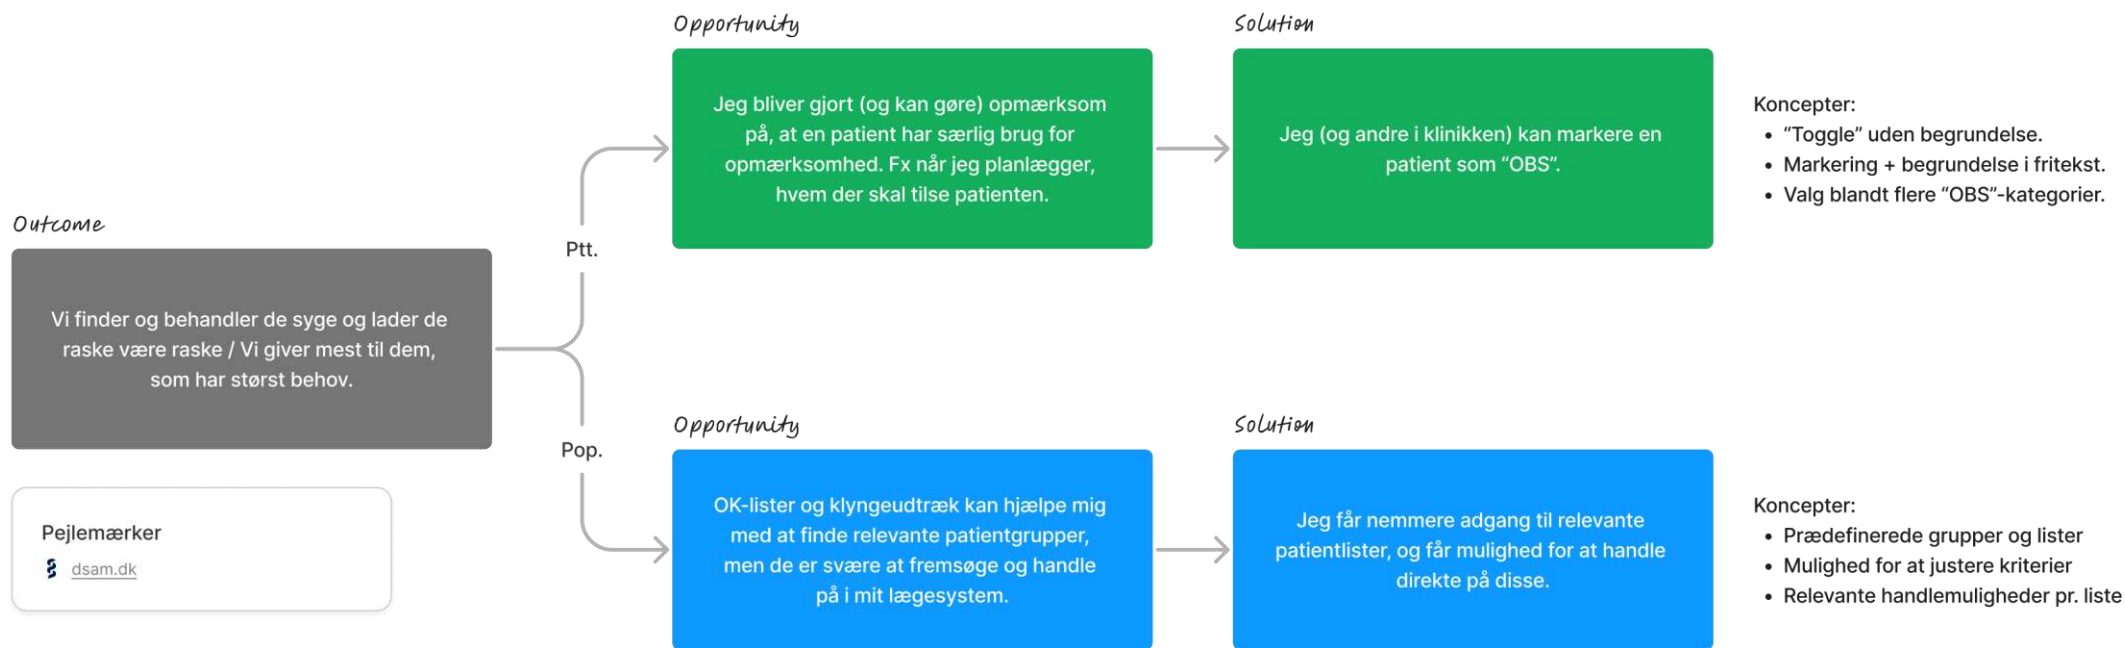 Outcome
Vi finder og behandler de syge og lader de
raske være raske / Vi giver mest til dem,
som har størst behov.
Pejlemærker
dsam.dk
Ptt.
Opportunity
Jeg bliver gjort (og kan gøre) opmærksom
på, at en patient har særlig brug for
opmærksomhed. Fx når jeg planlægger,
hvem der skal tilse patienten.
Solution
Jeg (og andre i klinikken) kan markere en
patient som “OBS”.
Koncepter:
• “Toggle” uden begrundelse.
• Markering + begrundelse i fritekst.
• Valg blandt flere “OBS”-kategorier.
Pop.
Opportunity
OK-lister og klyngeudtræk kan hjælpe mig
med at finde relevante patientgrupper,
men de er svære at fremsøge og handle
på i mit lægesystem.
Solution
Jeg får nemmere adgang til relevante
patientlister, og får mulighed for at handle
direkte på disse.
Koncepter:
• Prædefinerede grupper og lister
• Mulighed for at justere kriterier
• Relevante handlemuligheder pr. liste